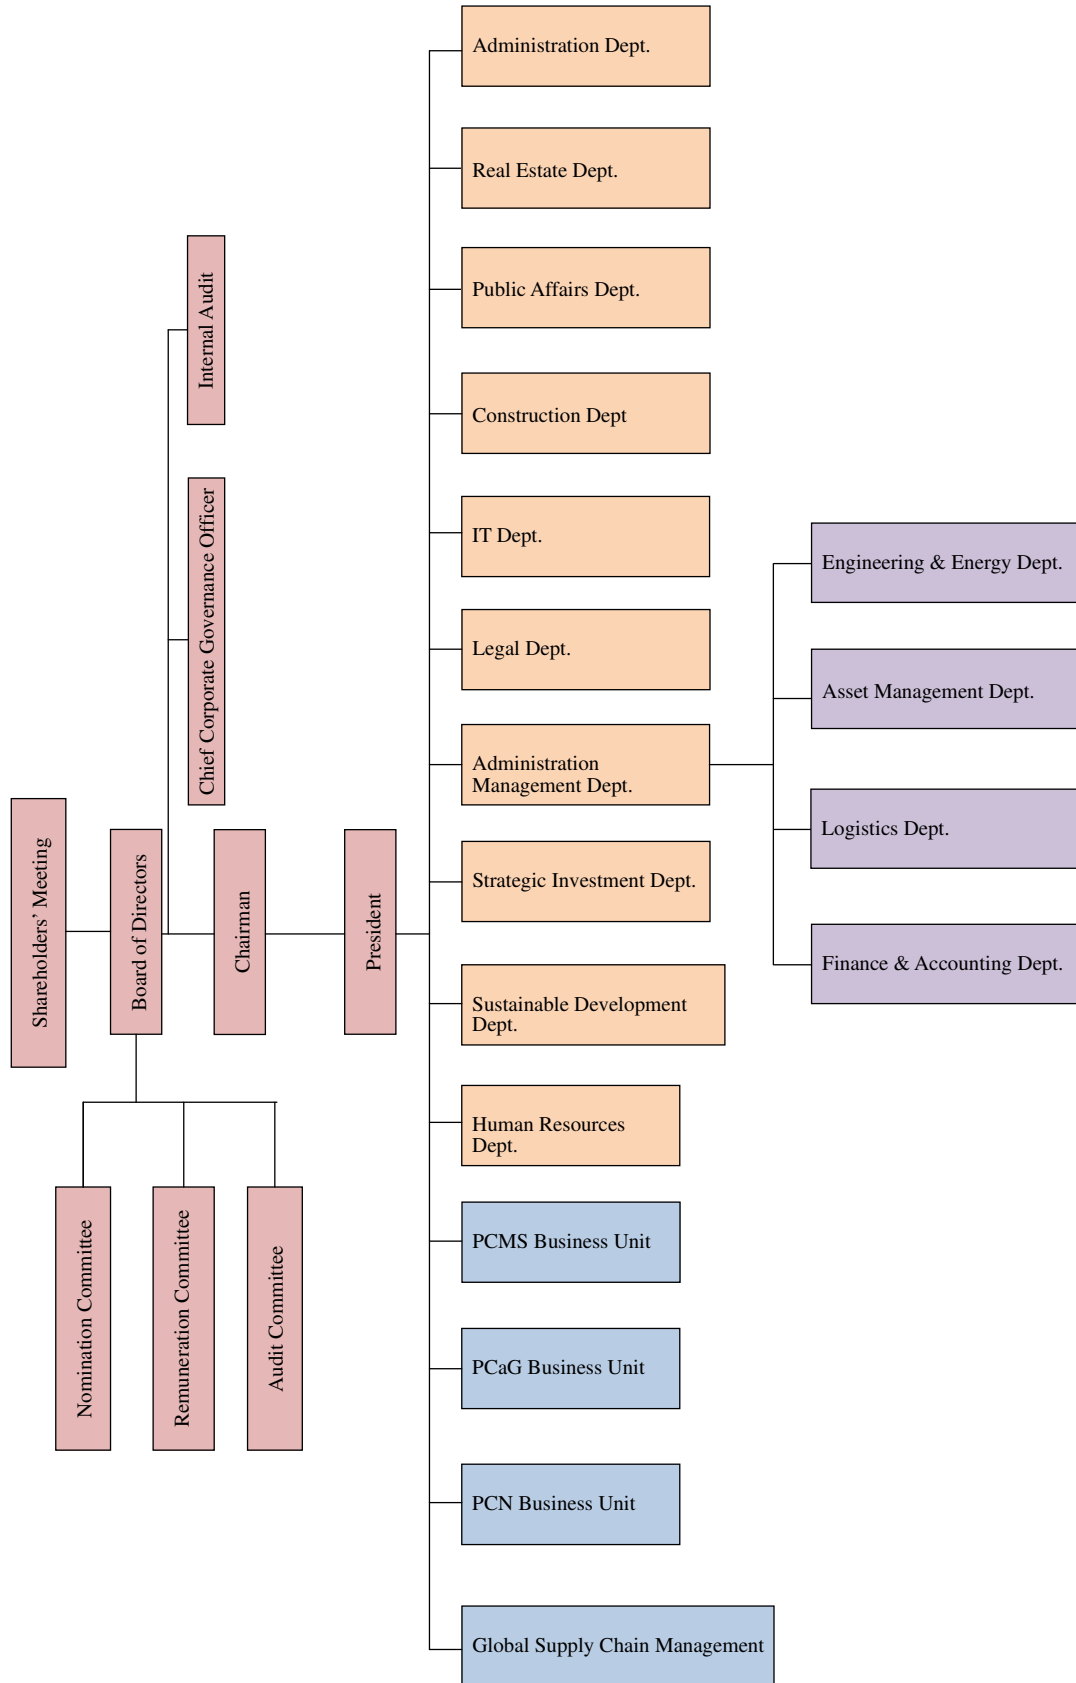 Administration Dept.
Real Estate Dept.
Public Affairs Dept.
Construction Dept
IT Dept.
Legal Dept.
Administration
Management Dept.
Strategic Investment Dept.
Sustainable Development
Dept.
Human Resources
Dept.
PCMS Business Unit
PCaG Business Unit
PCN Business Unit
Global Supply Chain Management
Engineering & Energy Dept.
Asset Management Dept.
Logistics Dept.
Finance & Accounting Dept.
Internal Audit
Chief Corporate Governance Officer
Shareholders’ Meeting
Board of Directors
Chairman
President
Nomination Committee
Remuneration Committee
Audit Committee